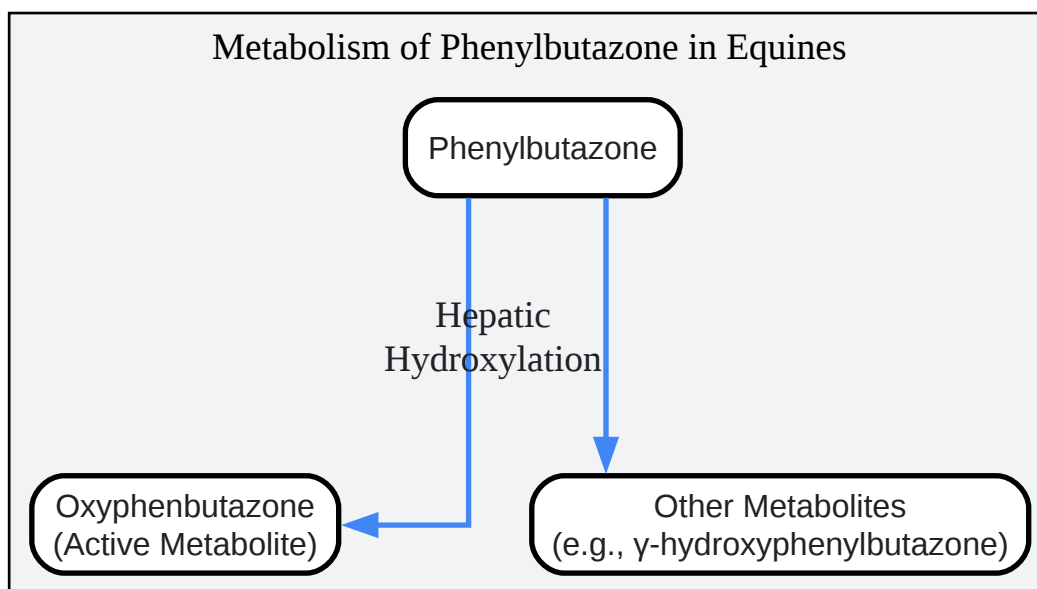 Metabolism of Phenylbutazone in Equines
Phenylbutazone
Hepatic
Hydroxylation
Oxyphenbutazone
(Active Metabolite)
Other Metabolites
(e.g., γ-hydroxyphenylbutazone)